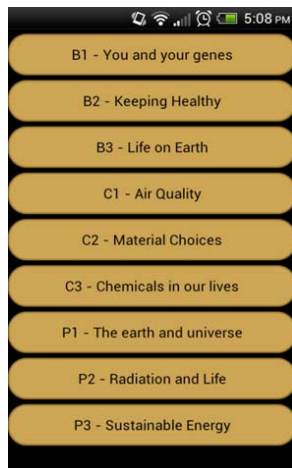 5:08 PM
B1 - You and your genes
B2 - Keeping Healthy
B3 - Life on Earth
C1 - Air Quality
C2 - Material Choices
C3 - Chemicals in our lives
P1 - The earth and universe
P2 - Radiation and Life
P3 - Sustainable Energy